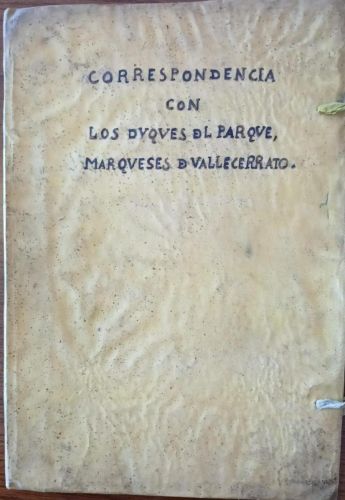 CORRESPONDENCIA
CON
LOS DVQVES DL PARQVE,
MARQVESES D VALLECERRATO.